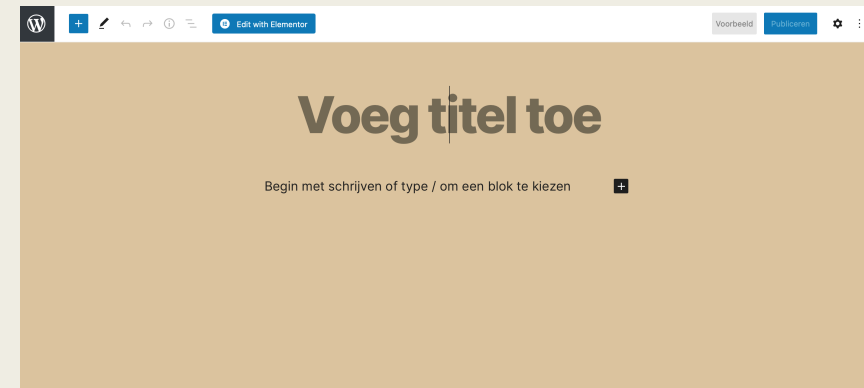 Edit with Elementor
Voorbeeld
Publiceren
Voeg titel toe
Begin met schrijven of type / om een blok te kiezen